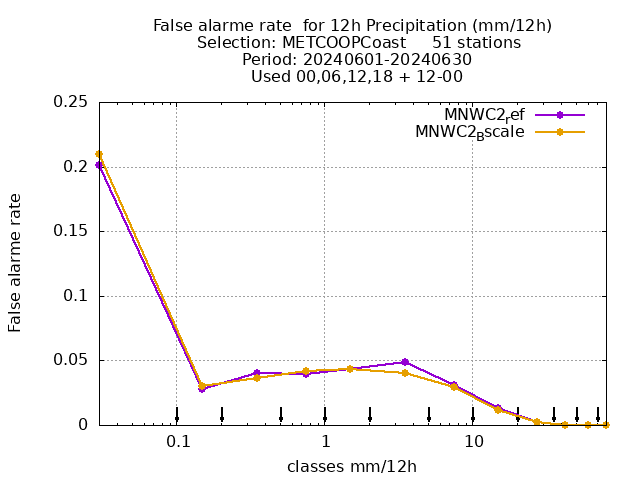 False alarme rate  for 12h Precipitation (mm/12h)
Selection: METCOOPCoast     51 stations
Period: 20240601-20240630
Used 00,06,12,18 + 12-00
MNWC2ref
MNWC2Bscale
0.25
0.2
0.15
0.1
0.05
0
False alarme rate
0.1
1
10
classes mm/12h